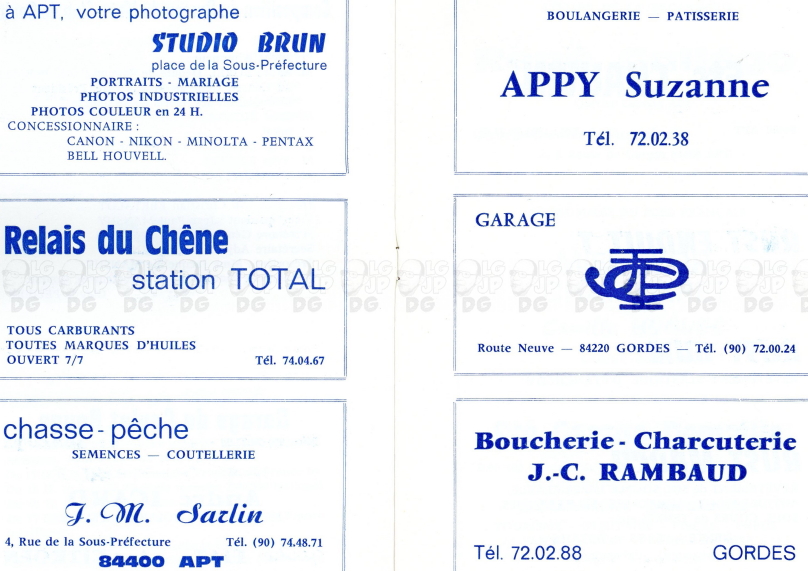 à APT, votre photographe
STUDIO BRUN
place de la Sous-Préfecture
PORTRAITS - MARIAGE
PHOTOS INDUSTRIELLES
PHOTOS COULEUR en 24 H.
CONCESSIONNAIRE :
CANON - NIKON - MINOLTA - PENTAX
BELL HOUVELL.
Relais du Chêne
station TOTAL
TOUS CARBURANTS
TOUTES MARQUES D'HUILES
OUVERT 7/7 Tél. 74.04.67
chasse-pêche
SEMENCES — COUTELLERIE
J. M. Sarlin
4, Rue de la Sous-Préfecture Tél. (90) 74.48.71
84400 APT
BOULANGERIE — PATISSERIE
APPY Suzanne
Tél. 72.02.38
GARAGE
Route Neuve — 84220 GORDES — Tél. (90) 72.00.24
Boucherie - Charcuterie
J.-C. RAMBAUD
Tél. 72.02.88 GORDES